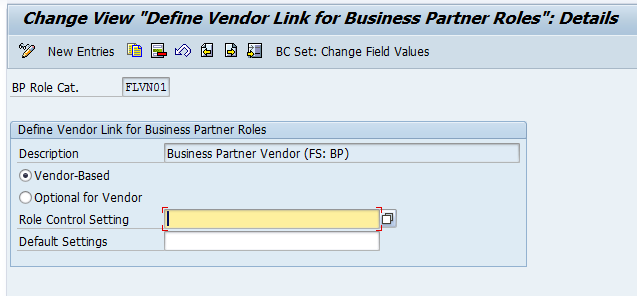 Change View "Define Vendor Link for Business Partner Roles": Details
New Entries BC Set: Change Field Values
BP Role Cat. FLVN01
Define Vendor Link for Business Partner Roles
Description Business Partner Vendor (FS: BP)
Vendor-Based
Optional for Vendor
Role Control Setting
Default Settings